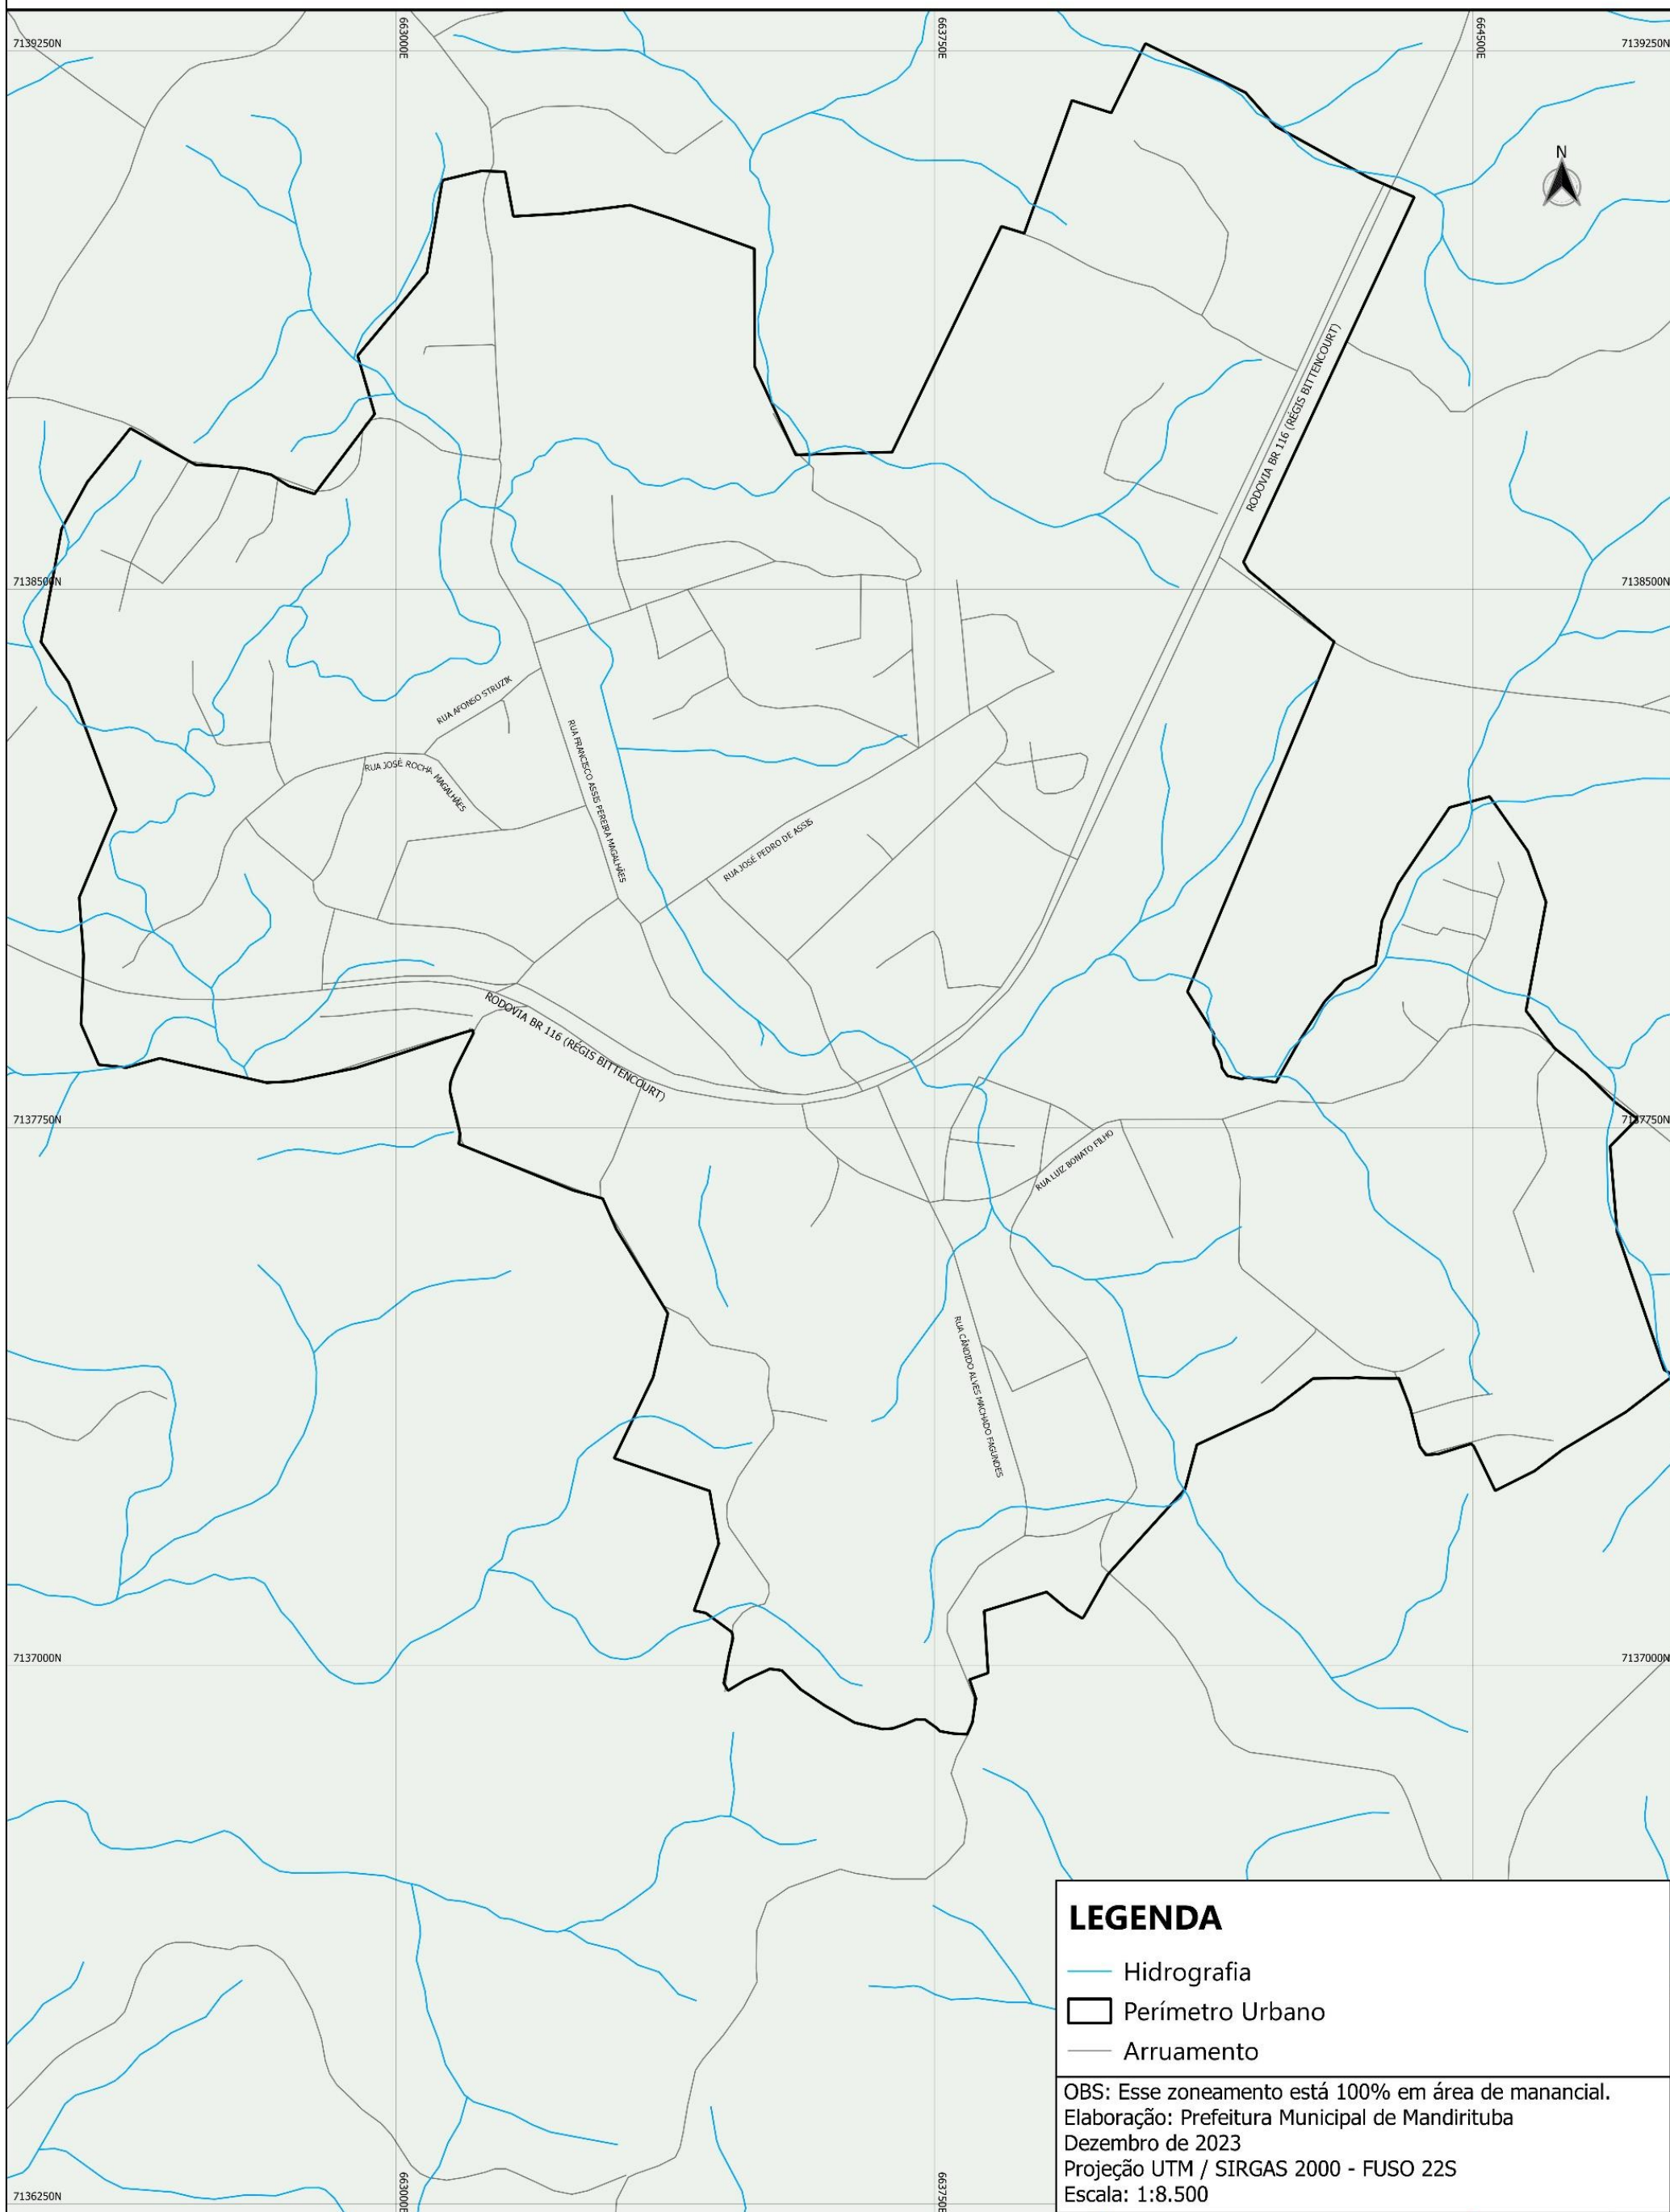 663000E
663750E
664500E
7139250N
7139250N
N
RODOVIA BR 116 (RÉGIS BITTENCOURT)
7138500N
7138500N
RUA AFONSO STRUZIK
RUA FRANCISCO ASSIS PEREIRA MAGALHÃES
RUA JOSÉ ROCHA MAGALHÃES
RUA JOSÉ PEDRO DE ASSIS
RODOVIA BR 116 (RÉGIS BITTENCOURT)
7137750N
7137750N
RUA LUIZ BONATO FILHO
RUA CÂNDIDO ALVES MACHADO FAGUNDES
7137000N
7137000N
LEGENDA
Hidrografia
Perímetro Urbano
Arruamento
OBS: Esse zoneamento está 100% em área de manancial.
Elaboração: Prefeitura Municipal de Mandirituba
Dezembro de 2023
Projeção UTM / SIRGAS 2000 - FUSO 22S
Escala: 1:8.500
663000E
663750E
7136250N